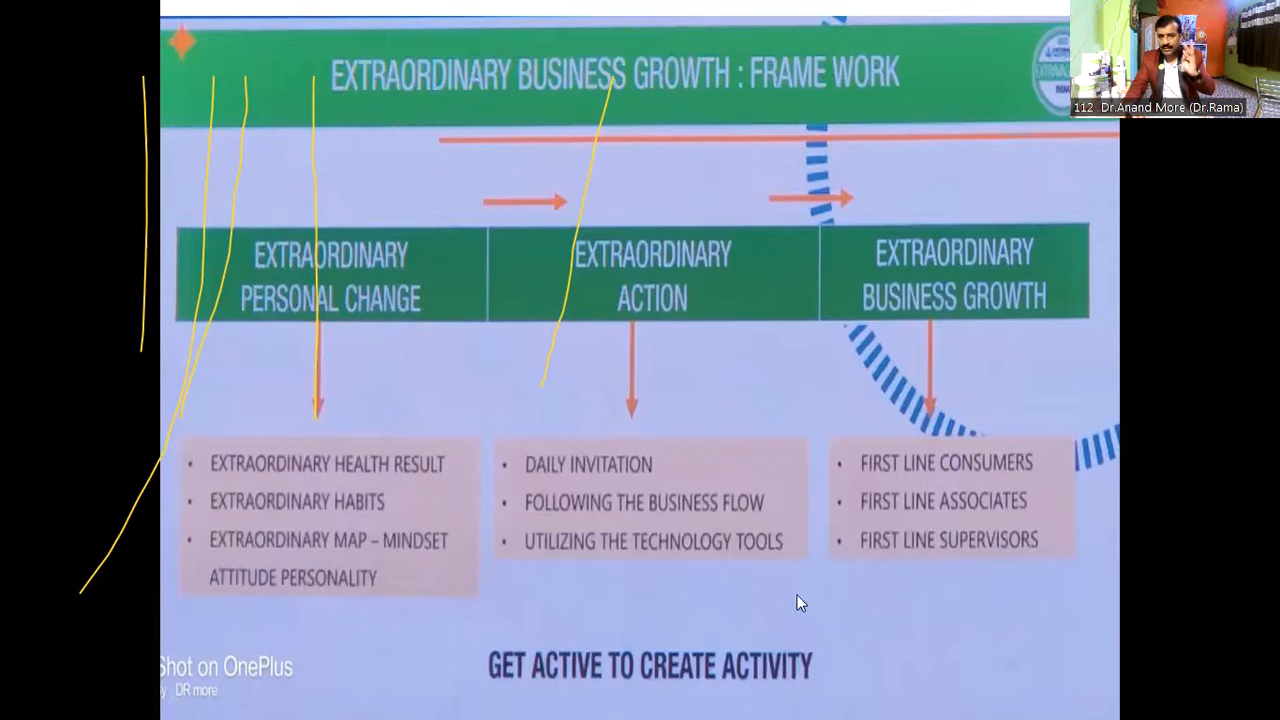 EXTRAORDINARY BUSINESS GROWTH : FRAME WORK
112 Dr.Anand More (Dr.Rama)
EXTRAORDINARY
PERSONAL CHANGE
EXTRAORDINARY
ACTION
EXTRAORDINARY
BUSINESS GROWTH
• EXTRAORDINARY HEALTH RESULT
• EXTRAORDINARY HABITS
• EXTRAORDINARY MAP – MINDSET
ATTITUDE PERSONALITY
• DAILY INVITATION
• FOLLOWING THE BUSINESS FLOW
• UTILIZING THE TECHNOLOGY TOOLS
• FIRST LINE CONSUMERS
• FIRST LINE ASSOCIATES
• FIRST LINE SUPERVISORS
GET ACTIVE TO CREATE ACTIVITY
Shot on OnePlus
DR more